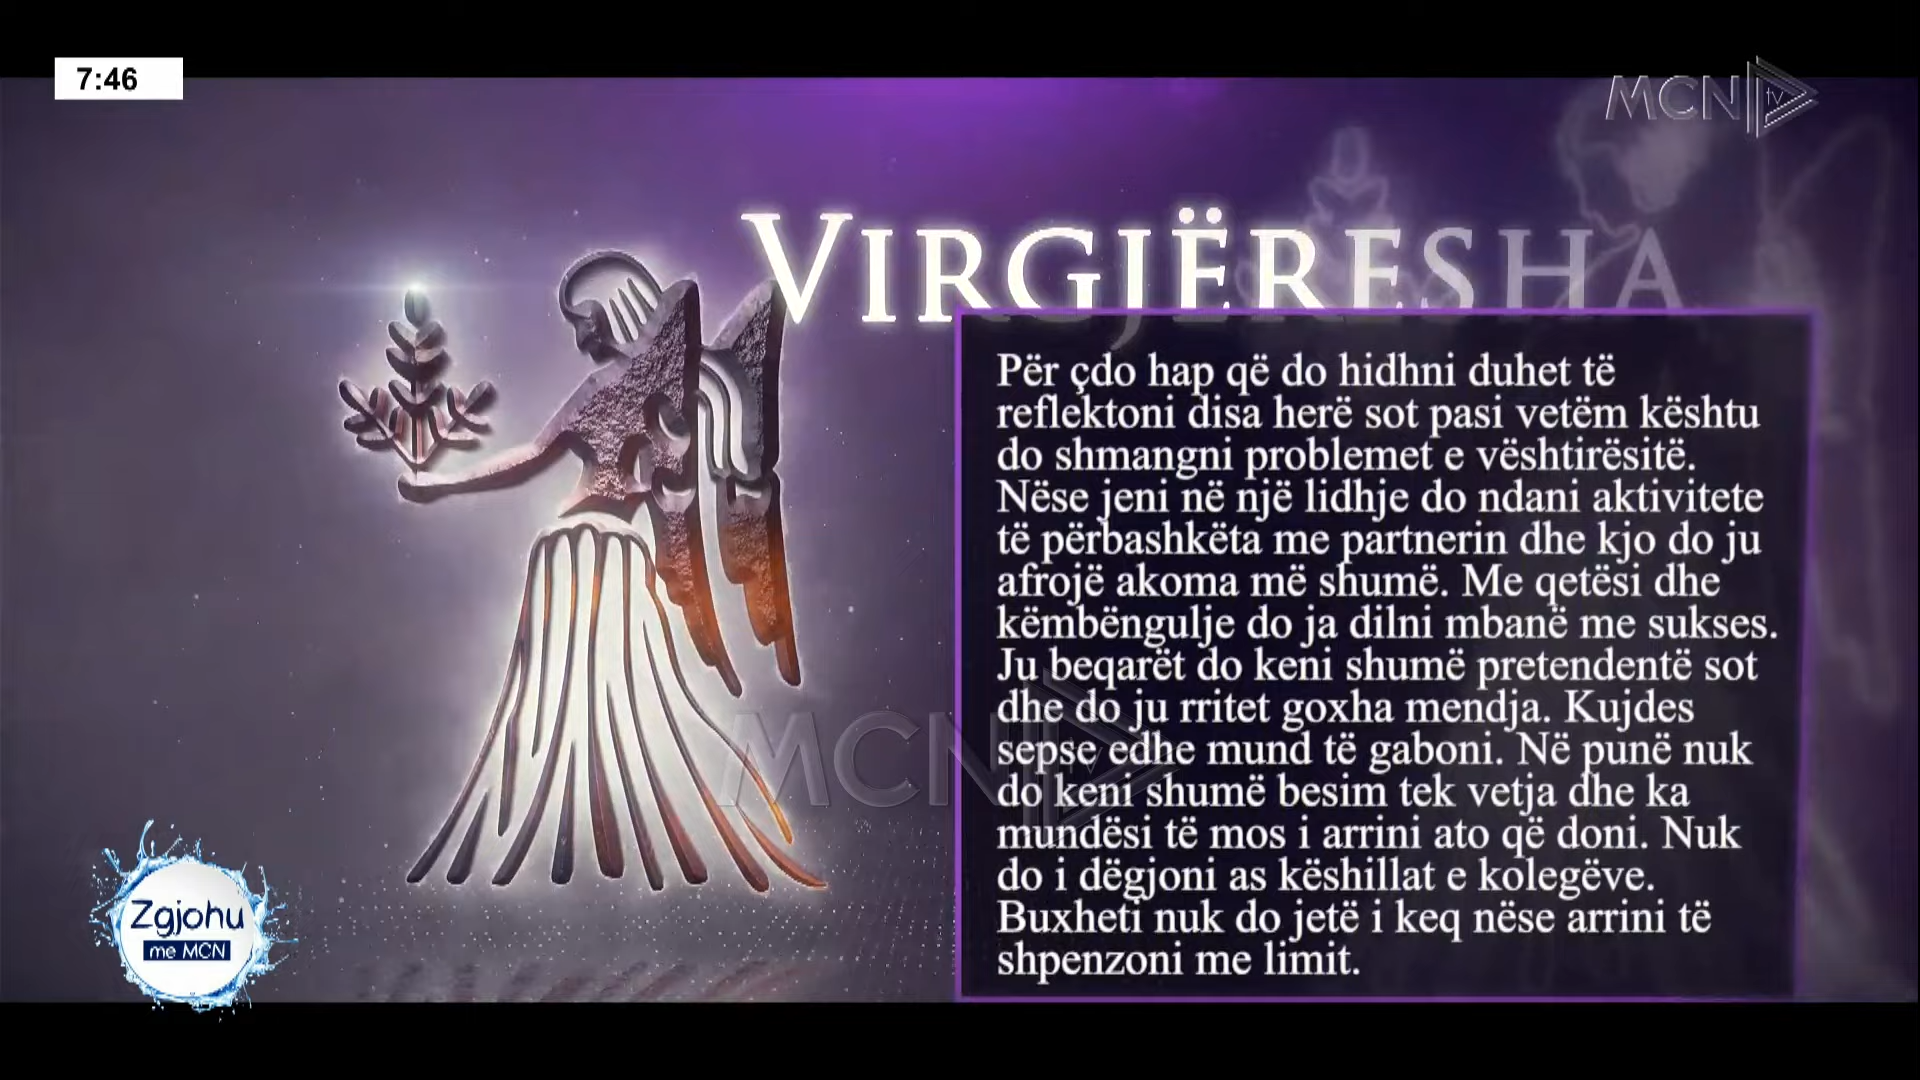 7:46
MCN tv
VIRGJËRESHA
Për çdo hap që do hidhni duhet të
reflektoni disa herë sot pasi vetëm kështu
do shmangni problemet e vështirësitë.
Nëse jeni në një lidhje do ndani aktivitete
të përbashkëta me partnerin dhe kjo do ju
afrojë akoma më shumë. Me qetësi dhe
këmbëngulje do ja dilni mbanë me sukses.
Ju beqarët do keni shumë pretendentë sot
dhe do ju rritet goxha mendja. Kujdes
sepse edhe mund të gaboni. Në punë nuk
do keni shumë besim tek vetja dhe ka
mundësi të mos i arrini ato që doni. Nuk
do i dëgjoni as këshillat e kolegëve.
Buxheti nuk do jetë i keq nëse arrini të
shpenzoni me limit.
MCN tv
Zgjohu
me MCN